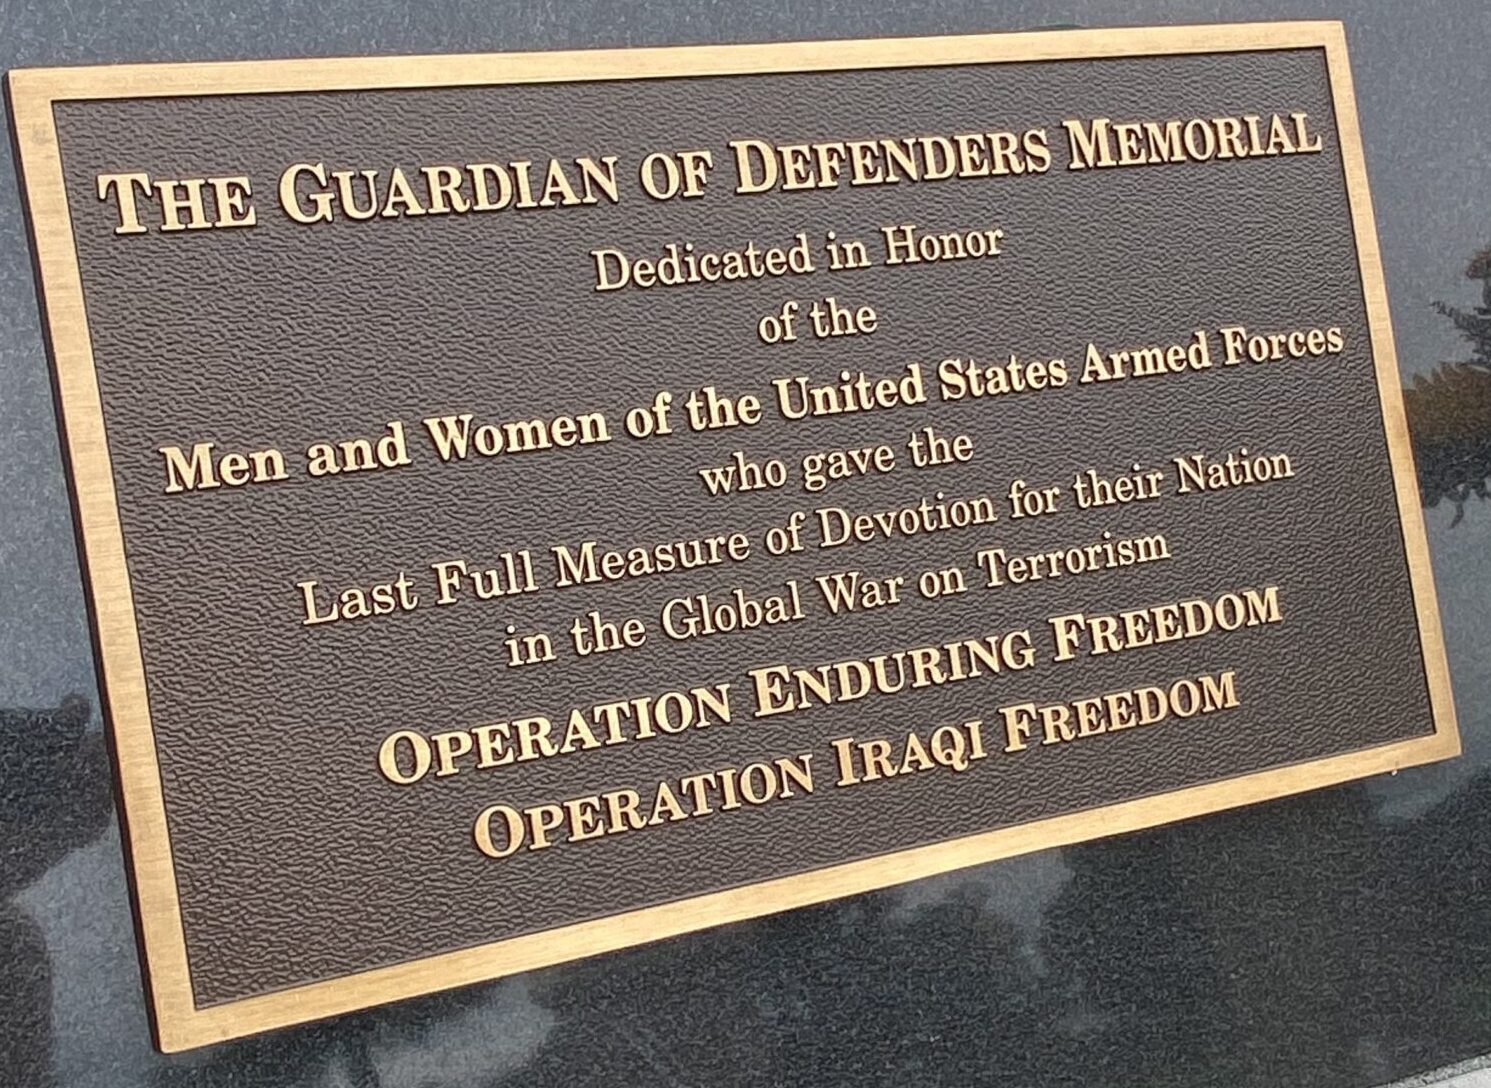 THE GUARDIAN OF DEFENDERS MEMORIAL
Dedicated in Honor
of the
Men and Women of the United States Armed Forces
who gave the
Last Full Measure of Devotion for their Nation
in the Global War on Terrorism
OPERATION ENDURING FREEDOM
OPERATION IRAQI FREEDOM